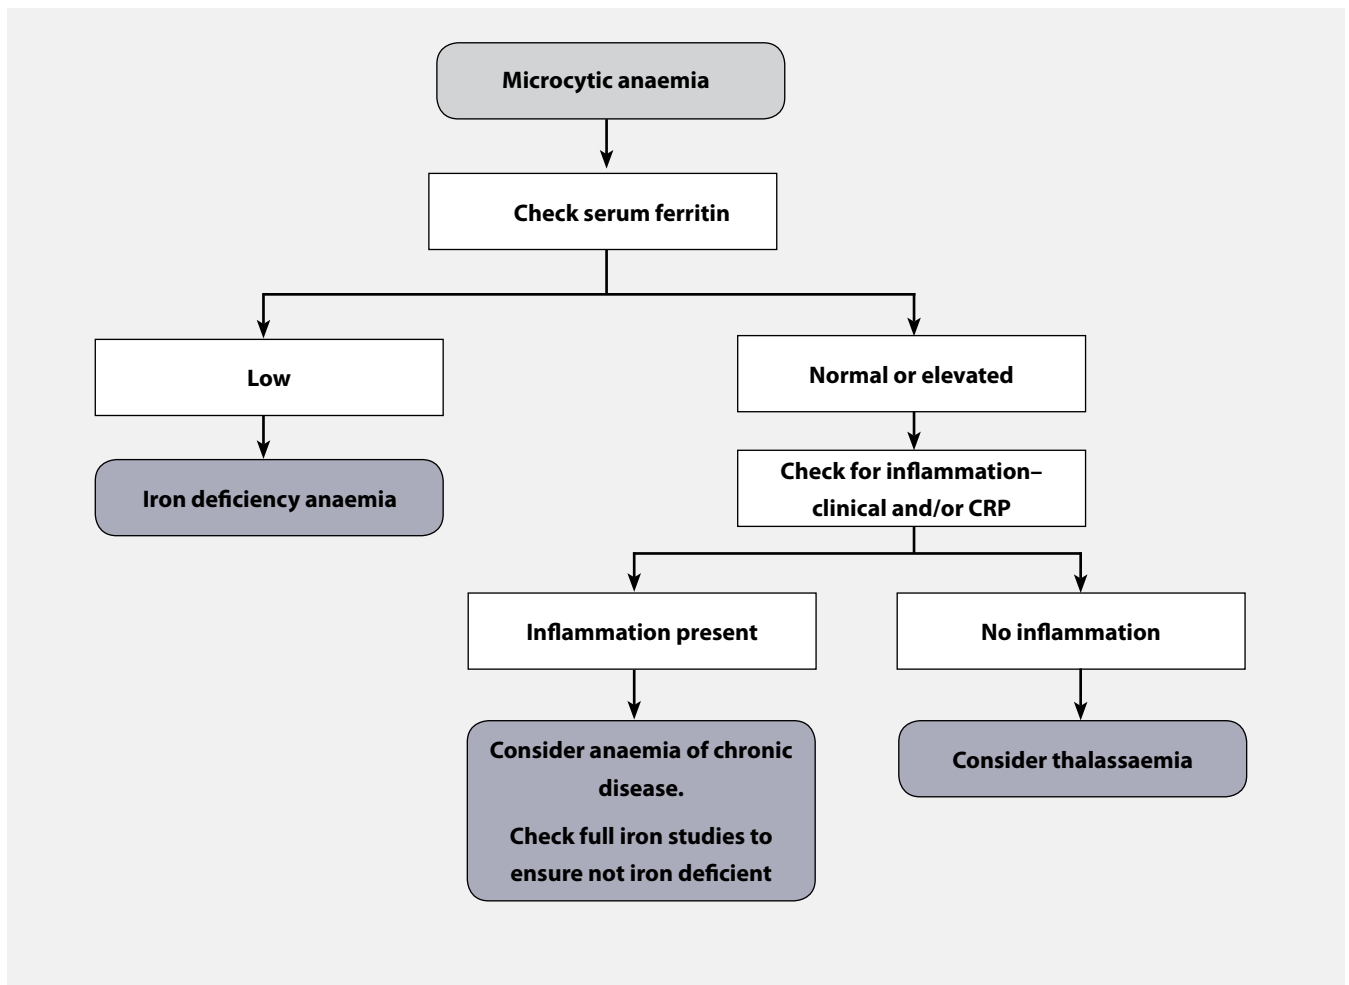 Microcytic anaemia
Check serum ferritin
Low
Normal or elevated
Iron deficiency anaemia
Check for inflammation–
clinical and/or CRP
Inflammation present
No inflammation
Consider anaemia of chronic
disease.
Check full iron studies to
ensure not iron deficient
Consider thalassaemia